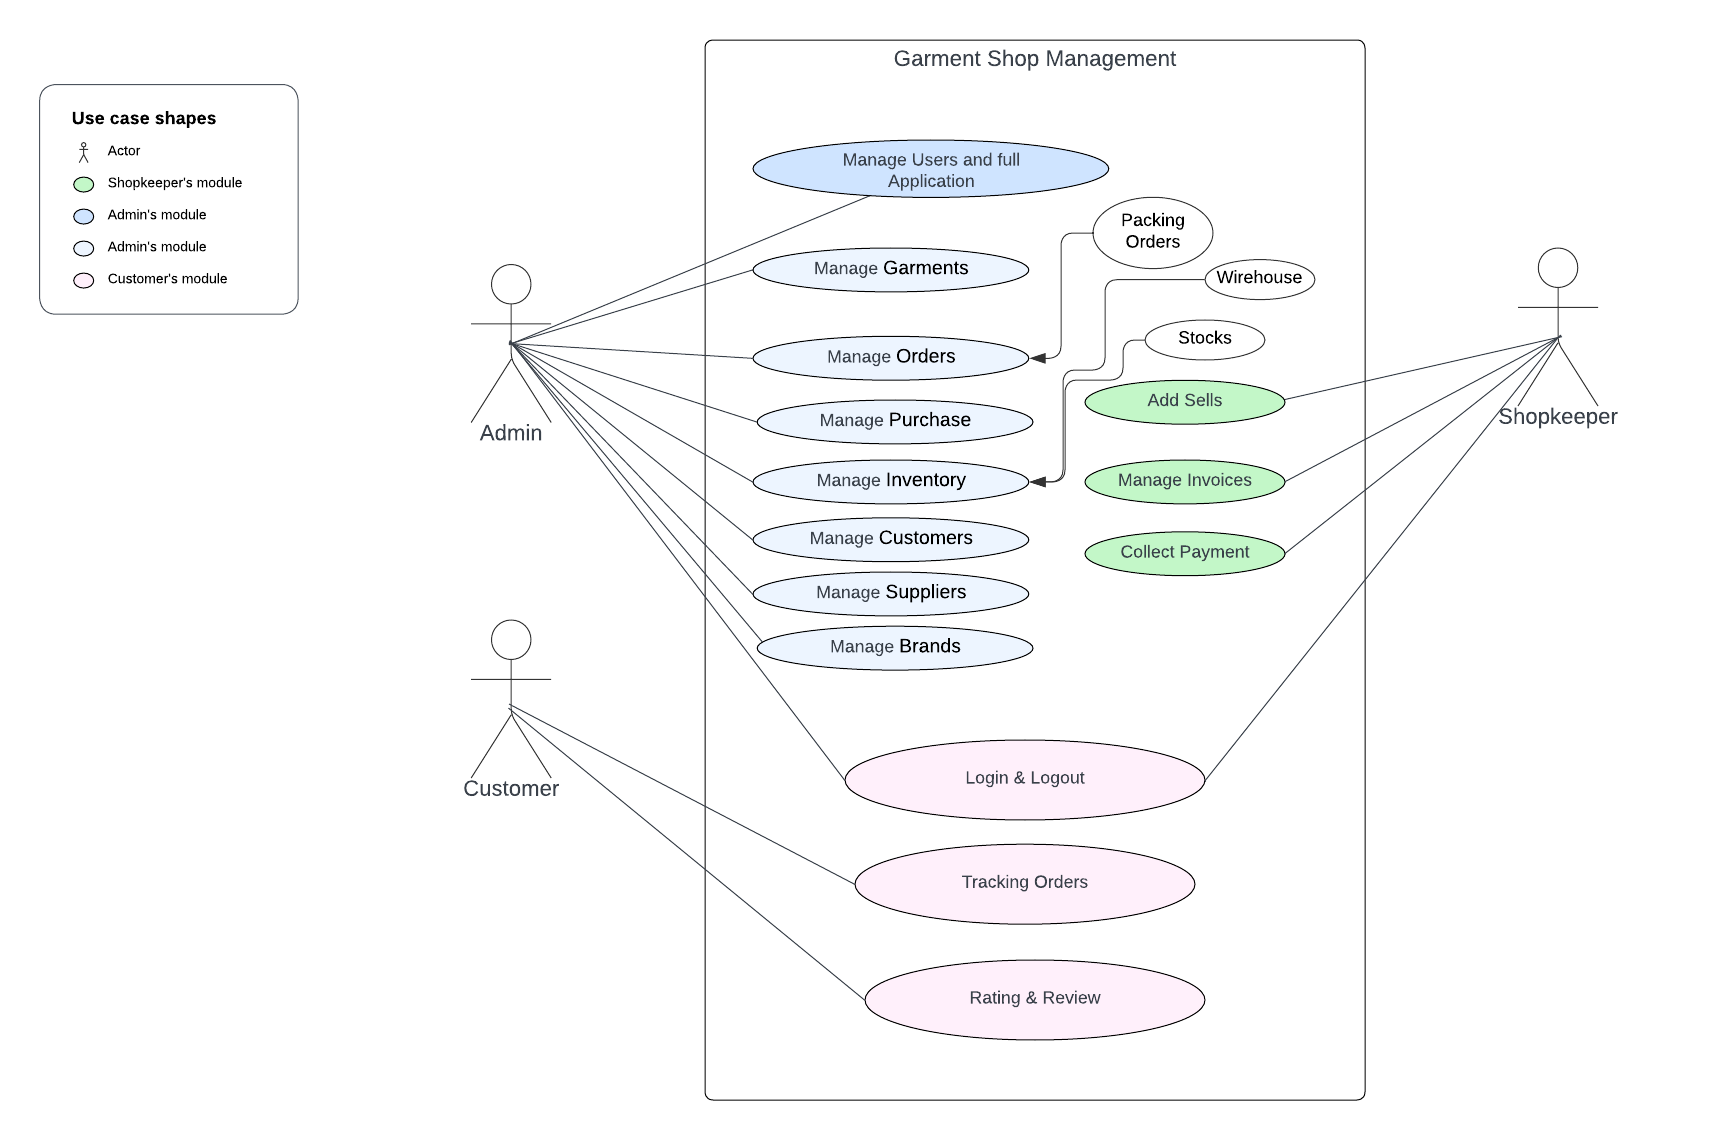 Garment Shop Management
Use case shapes
Actor
Shopkeeper's module
Admin's module
Admin's module
Customer's module
Manage Users and full
Application
Packing
Orders
Manage Garments
Wirehouse
Stocks
Manage Orders
Add Sells
Shopkeeper
Manage Purchase
Admin
Manage Inventory
Manage Invoices
Manage Customers
Collect Payment
Manage Suppliers
Manage Brands
Login & Logout
Customer
Tracking Orders
Rating & Review